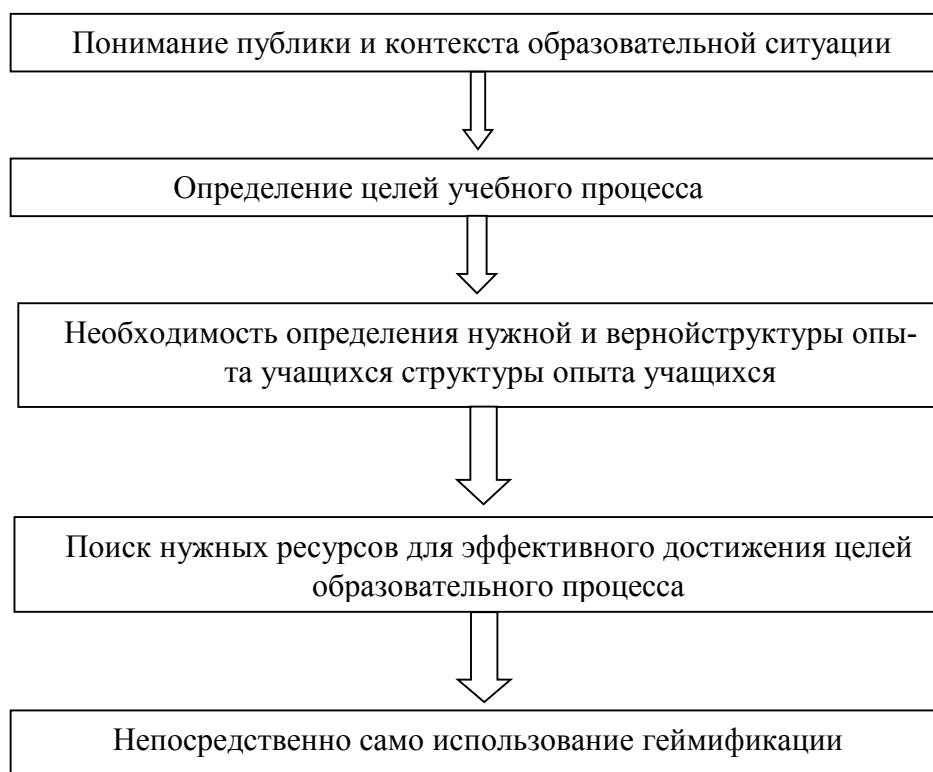 Понимание публики и контекста образовательной ситуации
Определение целей учебного процесса
Необходимость определения нужной и вернойструктуры опы-
та учащихся структуры опыта учащихся
Поиск нужных ресурсов для эффективного достижения целей
образовательного процесса
Непосредственно само использование геймификации